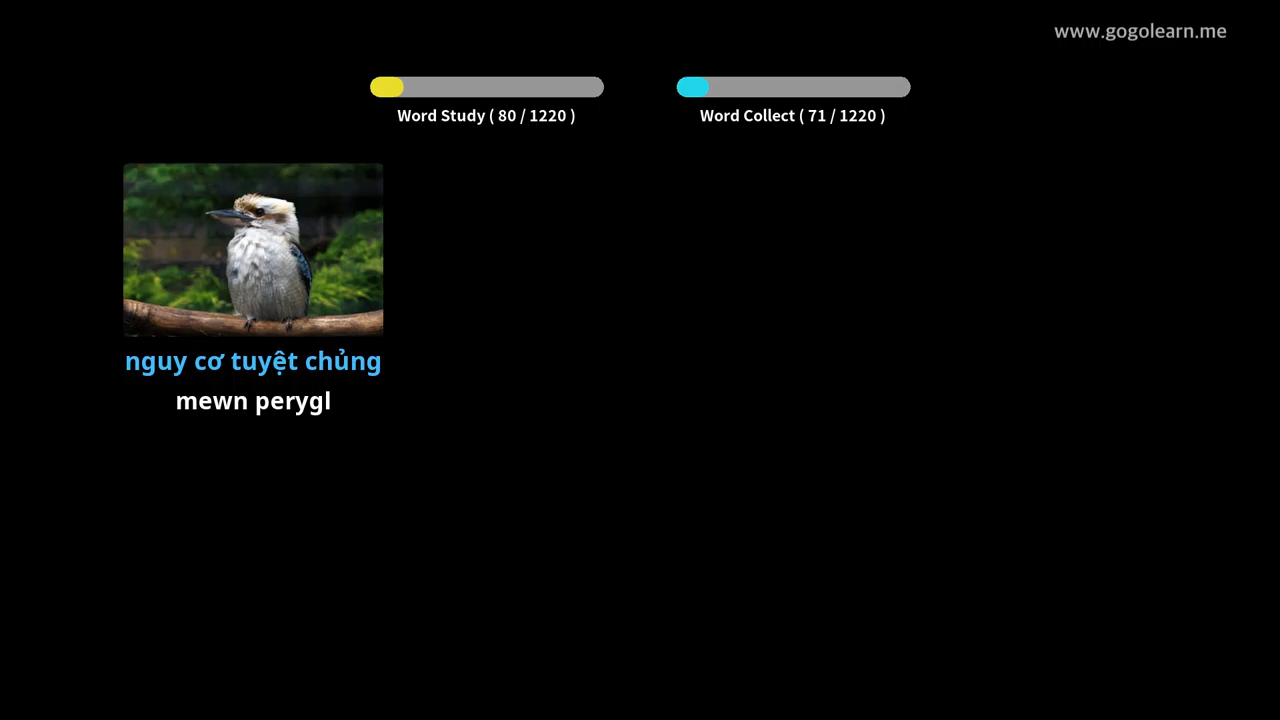 www.gogolearn.me
Word Study ( 80 / 1220 )
Word Collect ( 71 / 1220 )
nguy cơ tuyệt chủng
mewn perygl